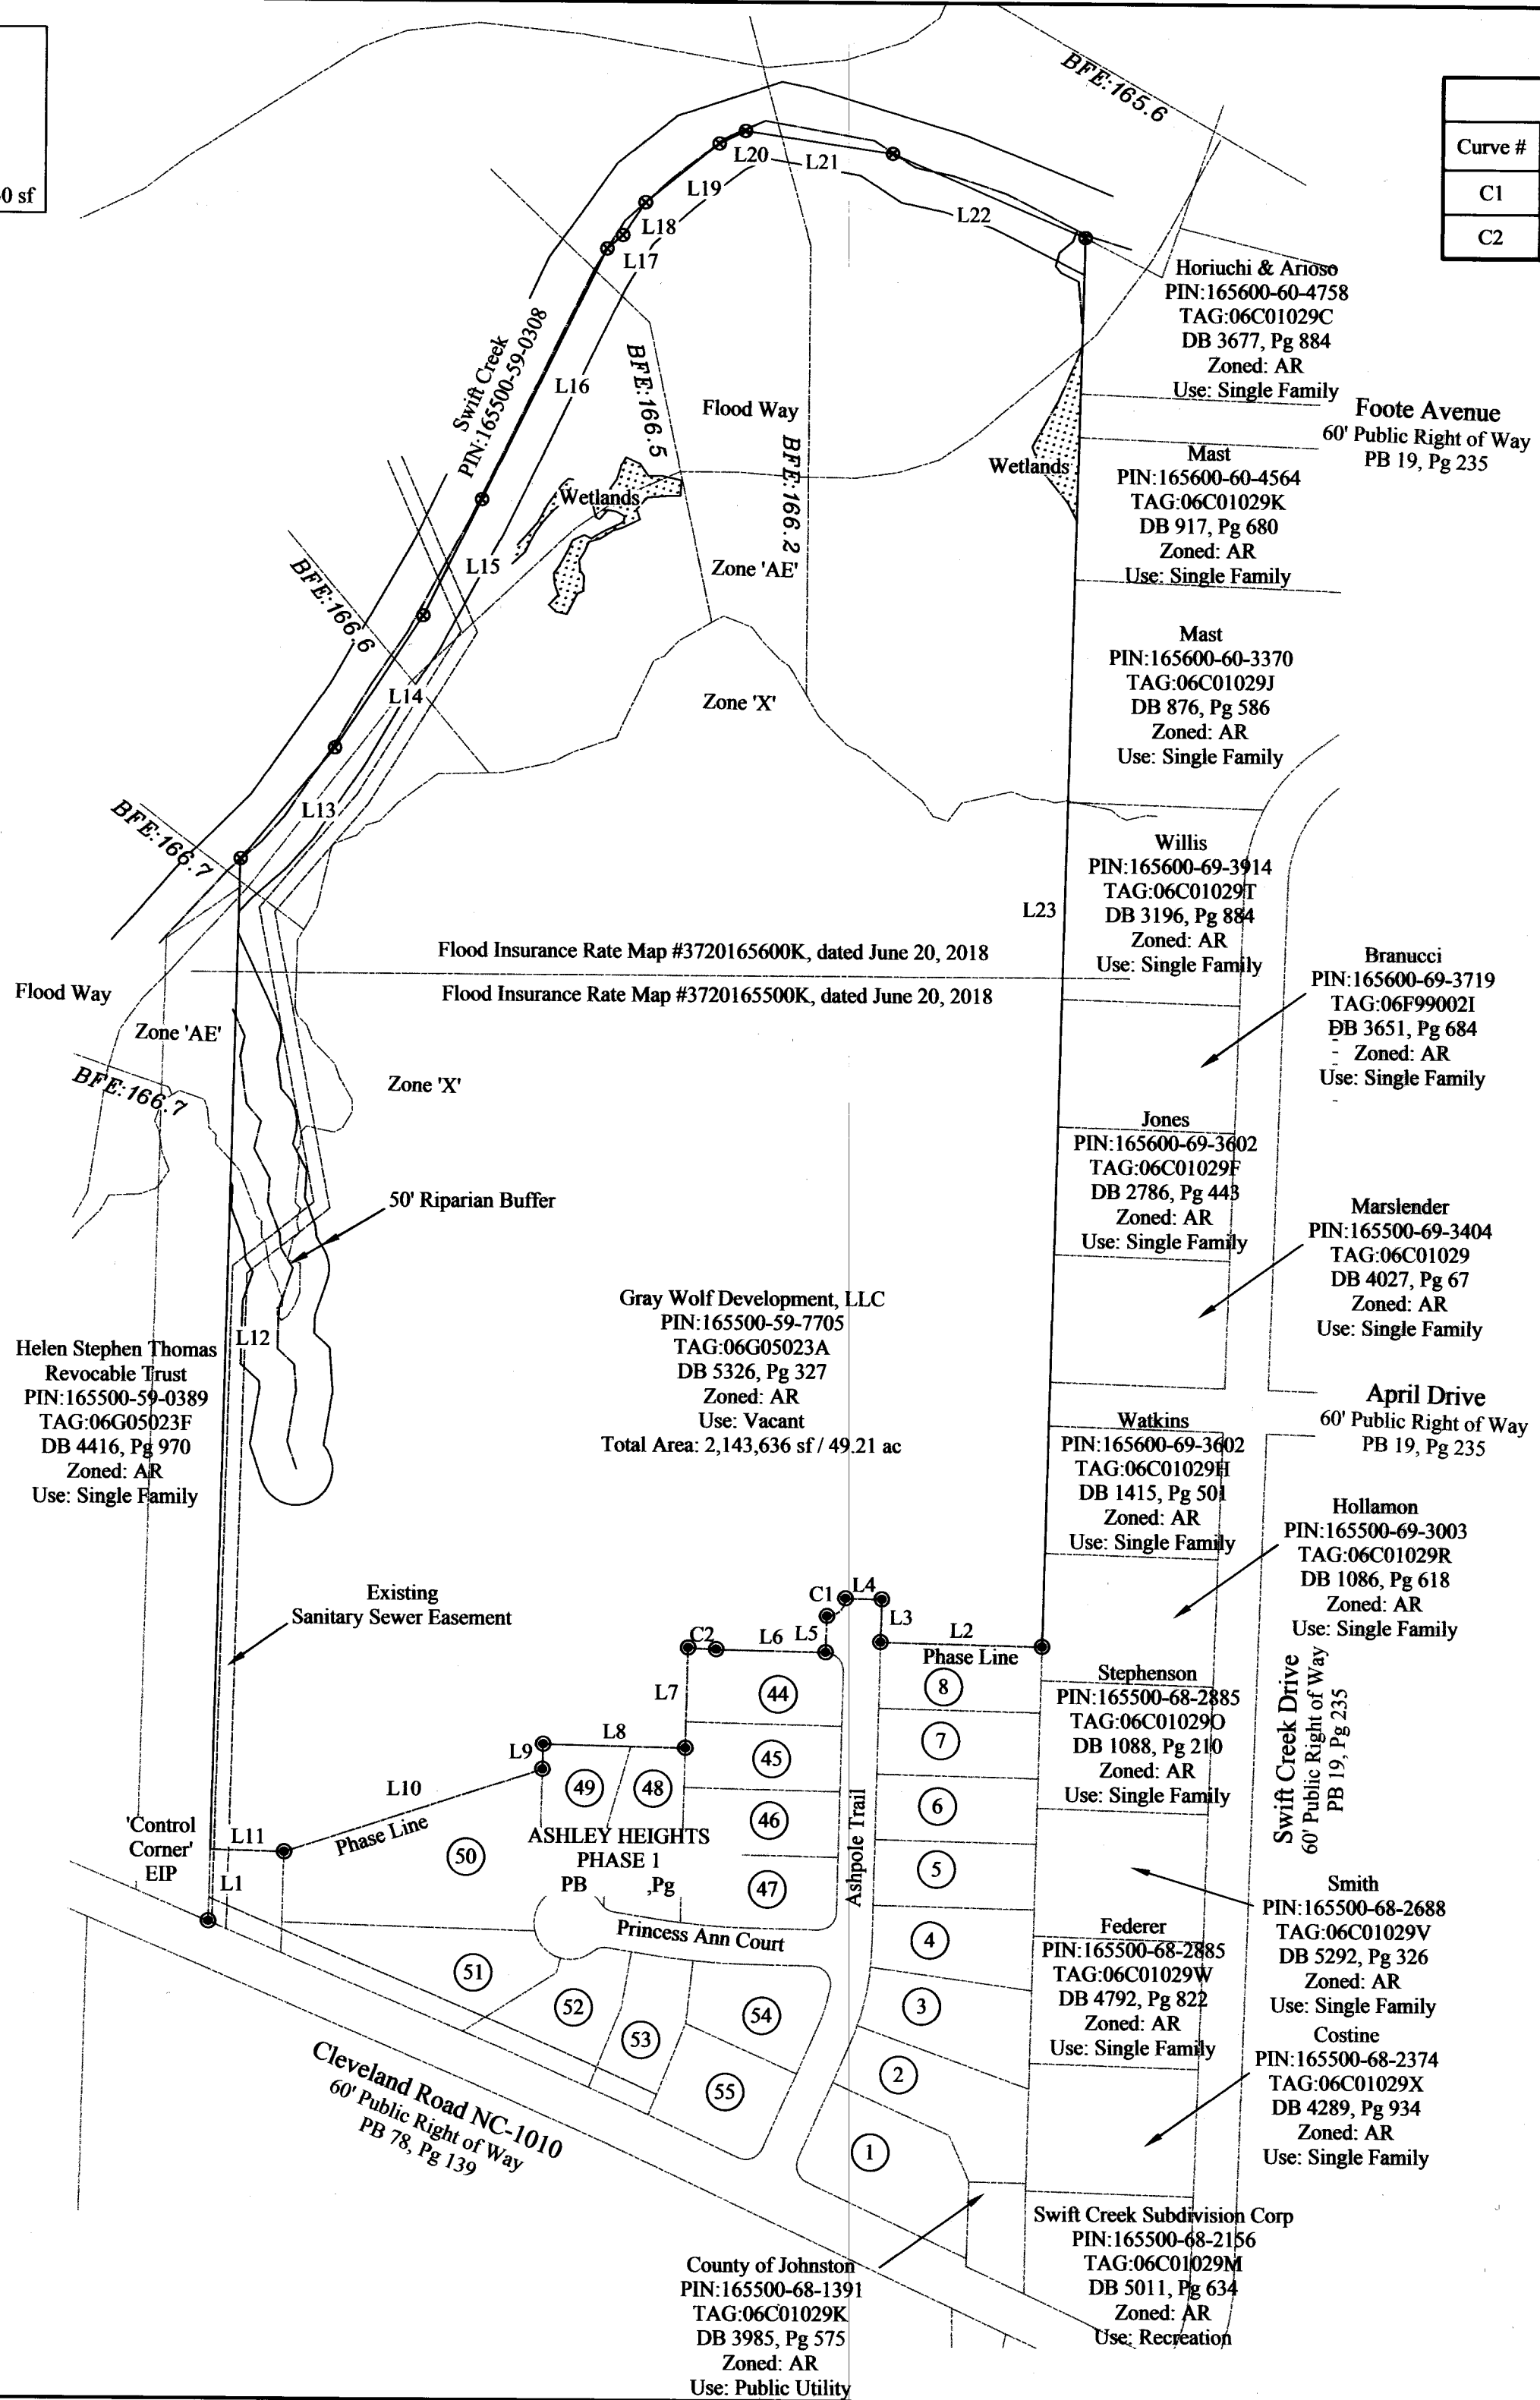 0 sf
Curve #
C1
C2
BFE:165.6
L20
L21
L19
L22
L18
L17
Swift Creek
PIN:165500-59-0308
L16
BFE:166.5
Flood Way
BFE:166.2
Wetlands
Wetlands
L15
Zone 'AE'
BFE:166.6
L14
Zone 'X'
L13
BFE:166.7
Horiuchi & Arioso
PIN:165600-60-4758
TAG:06C01029C
DB 3677, Pg 884
Zoned: AR
Use: Single Family
Foote Avenue
60' Public Right of Way
PB 19, Pg 235
Mast
PIN:165600-60-4564
TAG:06C01029K
DB 917, Pg 680
Zoned: AR
Use: Single Family
Mast
PIN:165600-60-3370
TAG:06C01029J
DB 876, Pg 586
Zoned: AR
Use: Single Family
Willis
PIN:165600-69-3914
TAG:06C01029T
DB 3196, Pg 884
Zoned: AR
Use: Single Family
L23
Flood Insurance Rate Map #3720165600K, dated June 20, 2018
Flood Insurance Rate Map #3720165500K, dated June 20, 2018
Flood Way
Zone 'AE'
BFE:166.7
Zone 'X'
Branucci
PIN:165600-69-3719
TAG:06F99002I
DB 3651, Pg 684
Zoned: AR
Use: Single Family
Jones
PIN:165600-69-3602
TAG:06C01029F
DB 2786, Pg 443
Zoned: AR
Use: Single Family
50' Riparian Buffer
Marslender
PIN:165500-69-3404
TAG:06C01029
DB 4027, Pg 67
Zoned: AR
Use: Single Family
Gray Wolf Development, LLC
PIN:165500-59-7705
TAG:06G05023A
DB 5326, Pg 327
Zoned: AR
Use: Vacant
Total Area: 2,143,636 sf / 49.21 ac
L12
Helen Stephen Thomas
Revocable Trust
PIN:165500-59-0389
TAG:06G05023F
DB 4416, Pg 970
Zoned: AR
Use: Single Family
April Drive
60' Public Right of Way
PB 19, Pg 235
Watkins
PIN:165600-69-3602
TAG:06C01029H
DB 1415, Pg 501
Zoned: AR
Use: Single Family
Hollamon
PIN:165500-69-3003
TAG:06C01029R
DB 1086, Pg 618
Zoned: AR
Use: Single Family
Existing
Sanitary Sewer Easement
C1
L4
L3
L2
Phase Line
C2
L6
L5
L7
44
8
L8
L9
45
7
L10
Phase Line
49
48
46
6
Stephenson
PIN:165500-68-2885
TAG:06C01029O
DB 1088, Pg 210
Zoned: AR
Use: Single Family
Swift Creek Drive
60' Public Right of Way
PB 19, Pg 235
'Control
Corner'
EIP
L11
L1
50
ASHLEY HEIGHTS
PHASE 1
PB ,Pg
47
Ashpole Trail
5
Princess Ann Court
4
Smith
PIN:165500-68-2688
TAG:06C01029V
DB 5292, Pg 326
Zoned: AR
Use: Single Family
Federer
PIN:165500-68-2885
TAG:06C01029W
DB 4792, Pg 822
Zoned: AR
Use: Single Family
51
52
53
54
55
3
2
1
Costine
PIN:165500-68-2374
TAG:06C01029X
DB 4289, Pg 934
Zoned: AR
Use: Single Family
Cleveland Road NC-1010
60' Public Right of Way
PB 78, Pg 139
Swift Creek Subdivision Corp
PIN:165500-68-2156
TAG:06C01029M
DB 5011, Pg 634
Zoned: AR
Use: Recreation
County of Johnston
PIN:165500-68-1391
TAG:06C01029K
DB 3985, Pg 575
Zoned: AR
Use: Public Utility